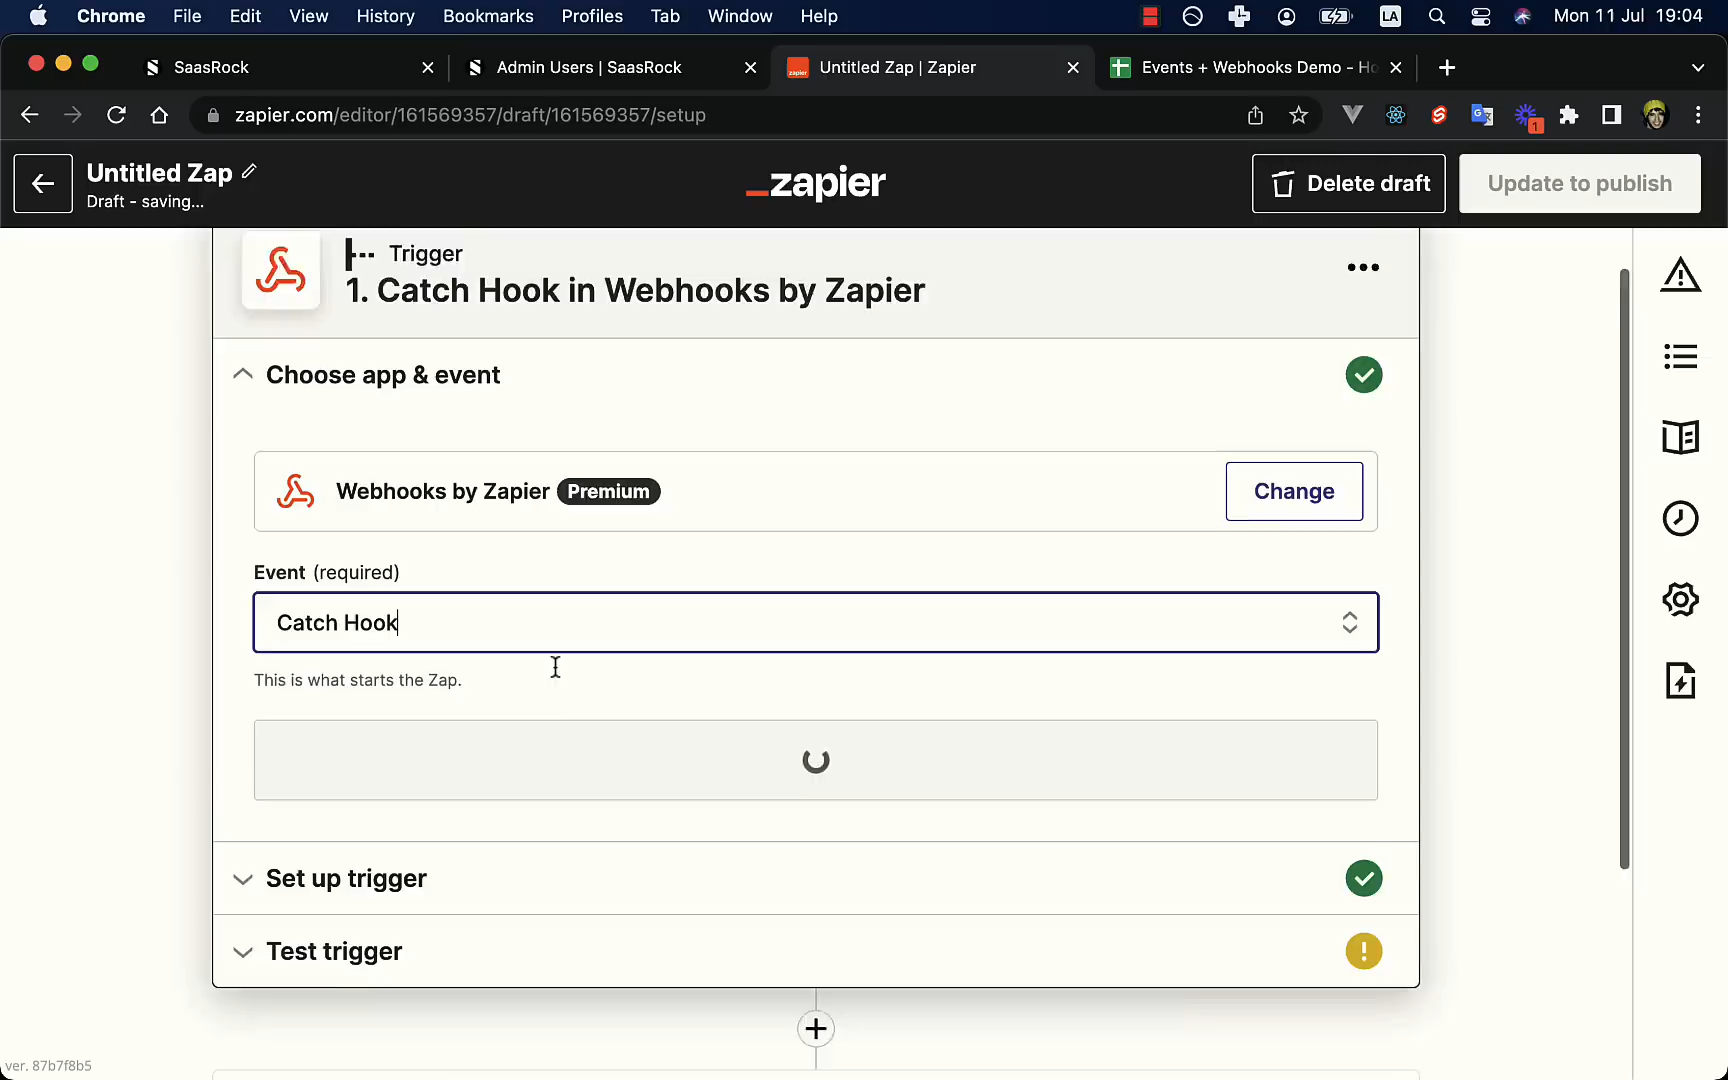 Chrome File Edit View History Bookmarks Profiles Tab Window Help LA Mon 11 Jul 19:04
SaasRock Admin Users | SaasRock Untitled Zap | Zapier Events + Webhooks Demo - Ho
zapier.com/editor/161569357/draft/161569357/setup 1
Untitled Zap
Draft - saving...
_zapier
Delete draft
Update to publish
Trigger
1. Catch Hook in Webhooks by Zapier
Choose app & event
Webhooks by Zapier Premium
Change
Event (required)
Catch Hook
This is what starts the Zap.
Set up trigger
Test trigger
ver. 87b7f8b5